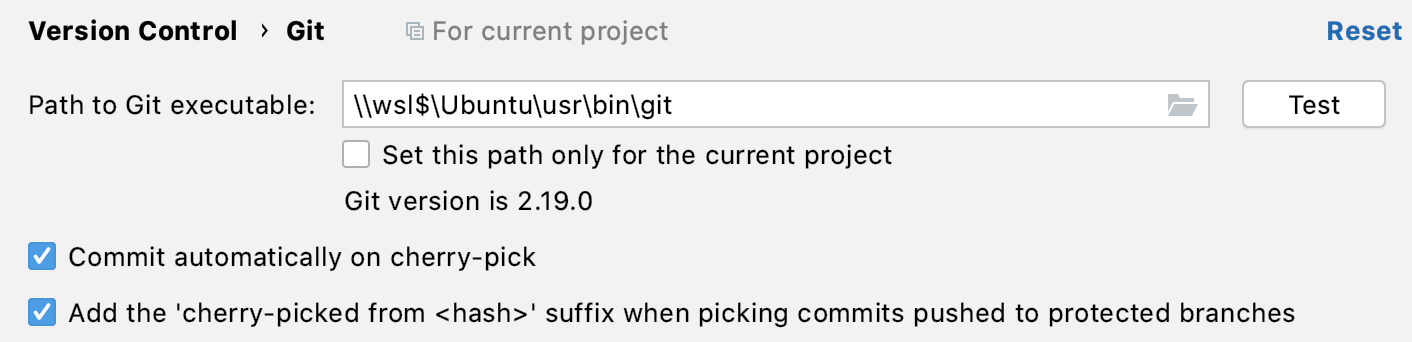 Version Control › Git For current project Reset
Path to Git executable: \\wsl$\Ubuntu\usr\bin\git Test
Set this path only for the current project
Git version is 2.19.0
Commit automatically on cherry-pick
Add the 'cherry-picked from <hash>' suffix when picking commits pushed to protected branches